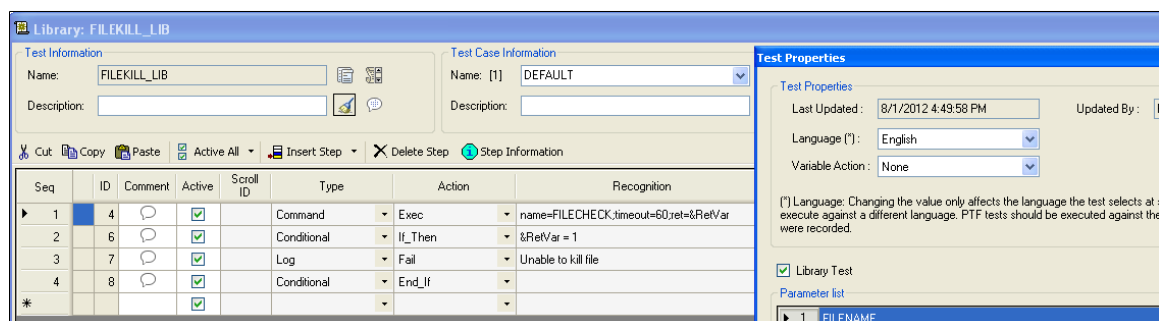 Library: FILEKILL_LIB
Test Information
Name: FILEKILL_LIB
Description:
Test Case Information
Name: [1] DEFAULT
Description:
Cut Copy Paste Active All Insert Step Delete Step Step Information
Seq ID Comment Active Scroll ID Type Action Recognition
1 4 Command Exec name=FILECHECK;timeout=60;ret=&RetVar
2 6 Conditional If_Then &RetVar = 1
3 7 Log Fail Unable to kill file
4 8 Conditional End_If
Test Properties
Test Properties
Last Updated : 8/1/2012 4:49:58 PM Updated By :
Language (*) : English
Variable Action : None
(*) Language: Changing the value only affects the language the test selects at
execute against a different language. PTF tests should be executed against the
were recorded.
Library Test
Parameter list
1 FILENAME